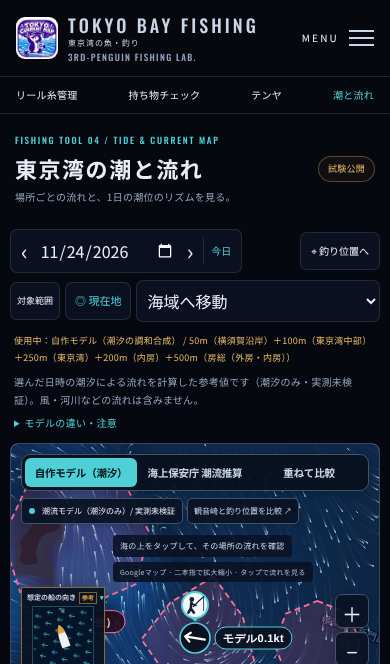 TOKYO BAY FISHING
東京湾の魚・釣り
3RD-PENGUIN FISHING LAB.
MENU
リール糸管理 持ち物チェック テンヤ 潮と流れ
FISHING TOOL 04 / TIDE & CURRENT MAP
東京湾の潮と流れ
試験公開
場所ごとの流れと、1日の潮位のリズムを見る。
‹ 11/24/2026 › 今日
⌖ 釣り位置へ
対象範囲 ◎ 現在地 海域へ移動
使用中：自作モデル（潮汐の調和合成） / 50m（横須賀沿岸）＋100m（東京湾中部）
＋250m（東京湾）＋200m（内房）＋500m（房総（外房・内房））
選んだ日時の潮汐による流れを計算した参考値です（潮汐のみ・実測未検
証）。風・河川などの流れは含みません。
▶ モデルの違い・注意
自作モデル（潮汐） 海上保安庁 潮流推算 重ねて比較
潮流モデル（潮汐のみ）/ 実測未検証 観音崎と釣り位置を比較 ↗
海の上をタップして、その場所の流れを確認
Googleマップ・二本指で拡大縮小・タップで流れを見る
想定の船の向き 参考
モデル0.1kt
＋
−